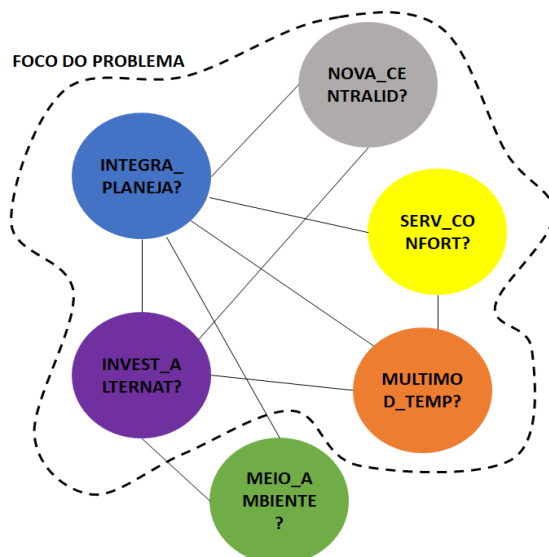 FOCO DO PROBLEMA
NOVA_CE
NTRALID?
INTEGRA_
PLANEJA?
SERV_CO
NFORT?
INVEST_A
LTERNAT?
MULTIMO
D_TEMP?
MEIO_A
MBIENTE
?